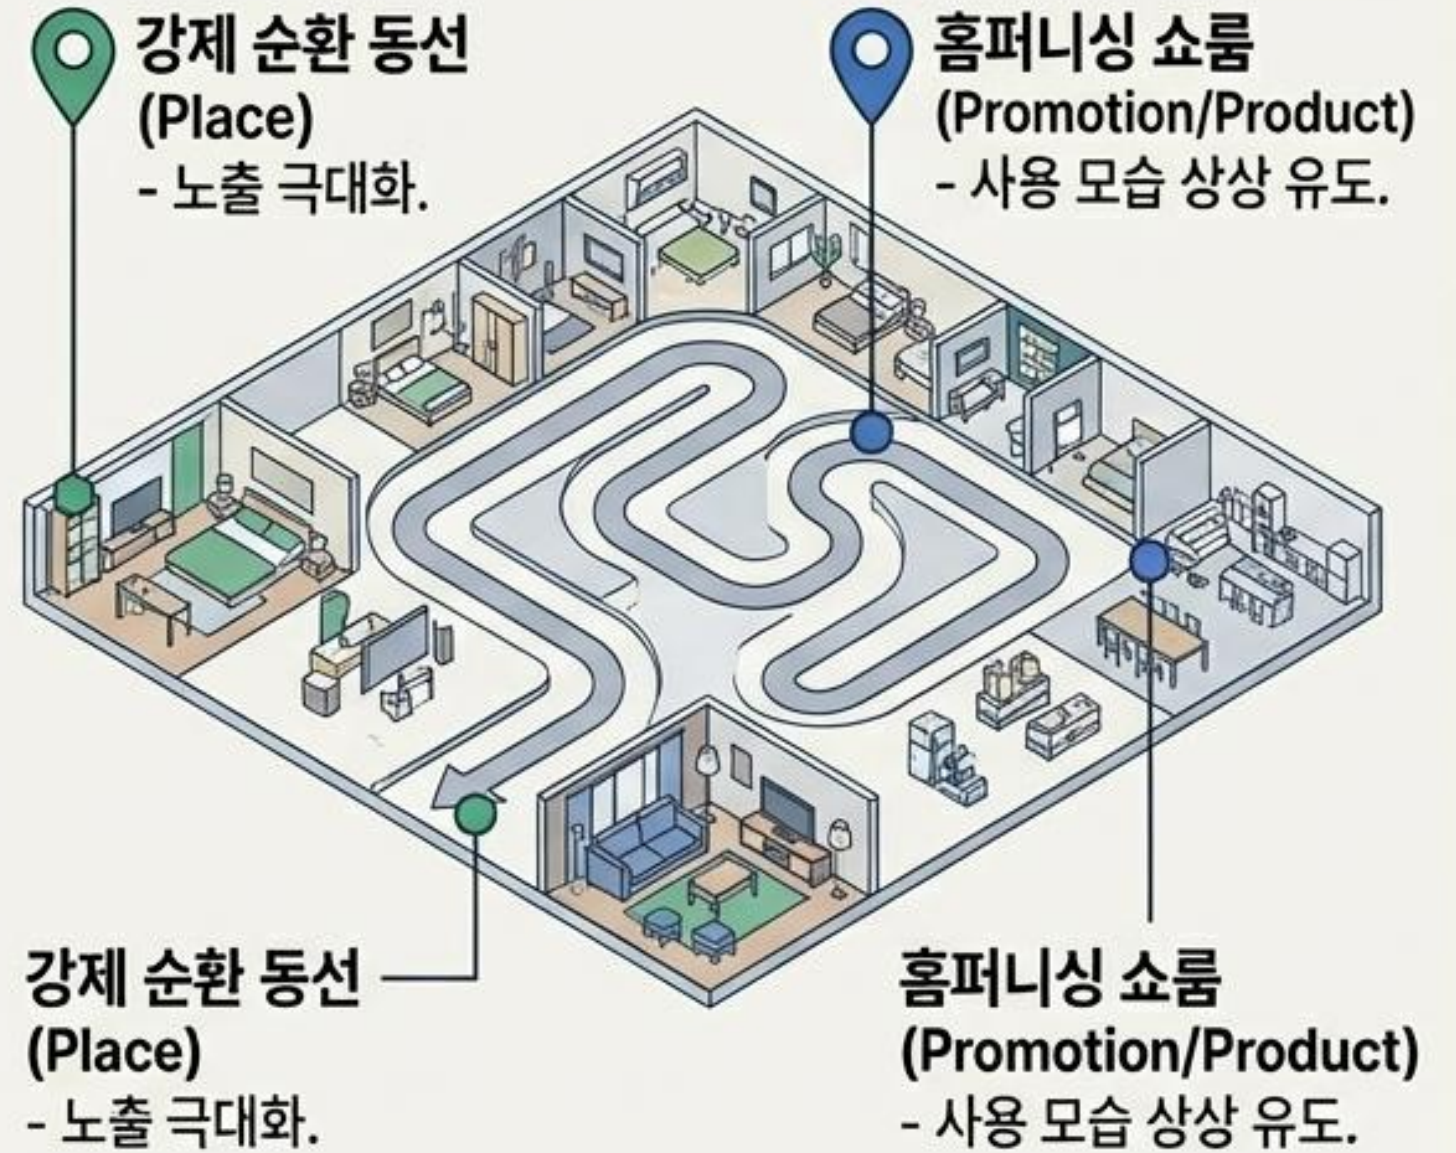 강제 순환 동선
(Place)
- 노출 극대화.
홈퍼니싱 쇼룸
(Promotion/Product)
- 사용 모습 상상 유도.
강제 순환 동선
(Place)
- 노출 극대화.
홈퍼니싱 쇼룸
(Promotion/Product)
- 사용 모습 상상 유도.